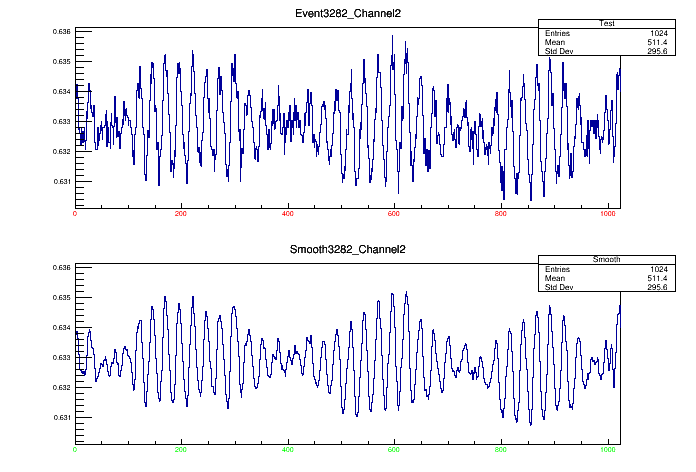 Event3282_Channel2
Test
Entries 1024
Mean 511.4
Std Dev 295.6
0.636
0.635
0.634
0.633
0.632
0.631
0 200 400 600 800 1000
Smooth3282_Channel2
Smooth
Entries 1024
Mean 511.4
Std Dev 295.6
0.636
0.635
0.634
0.633
0.632
0.631
0 200 400 600 800 1000